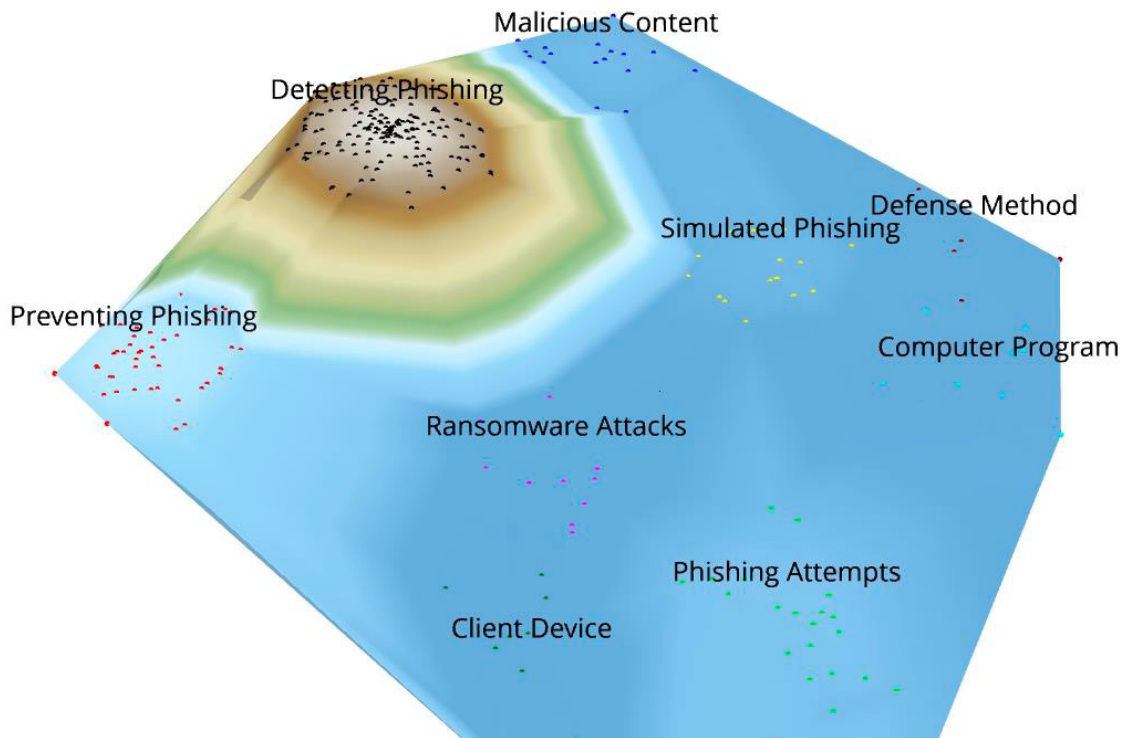 Malicious Content
Detecting Phishing
Defense Method
Simulated Phishing
Preventing Phishing
Computer Program
Ransomware Attacks
Phishing Attempts
Client Device